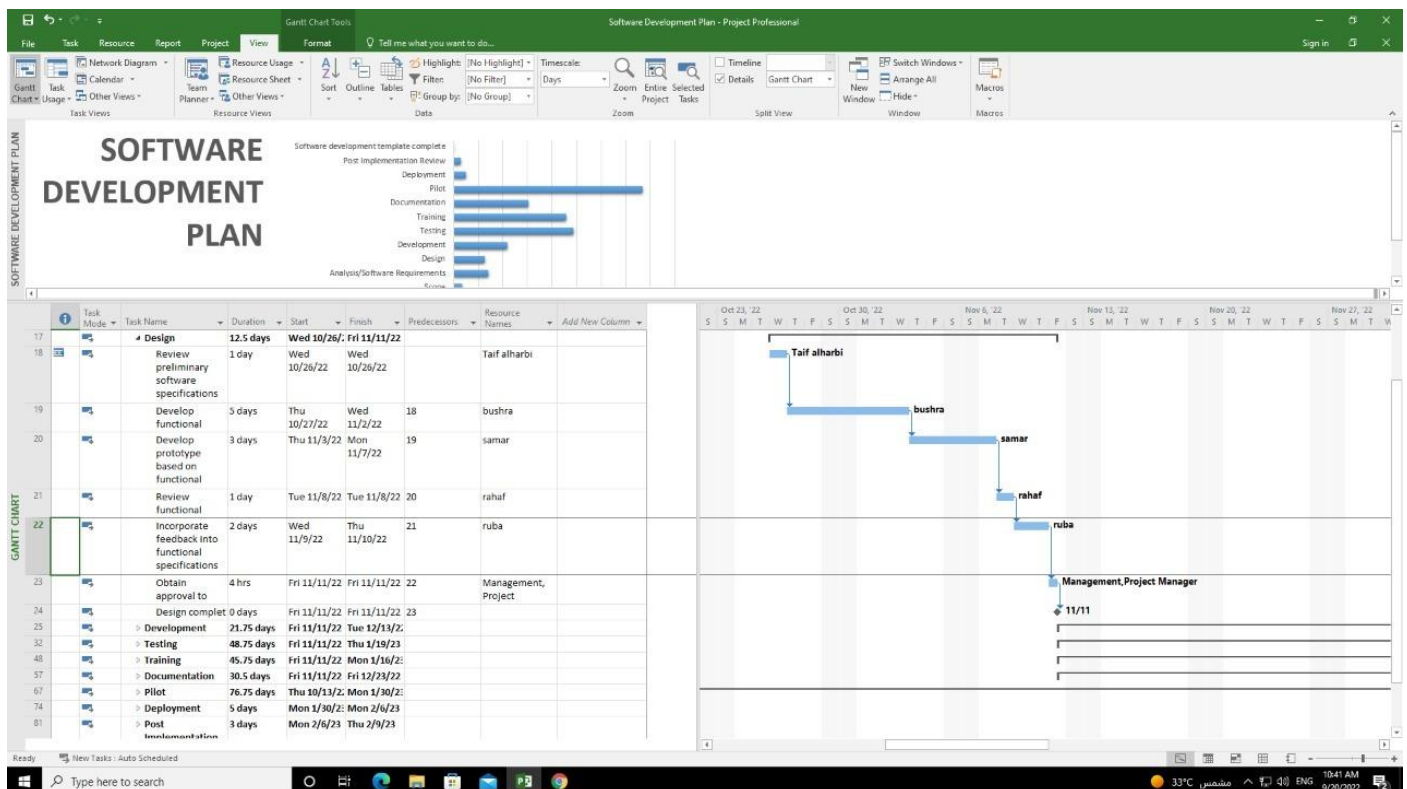 Gantt Chart Tools
Software Development Plan - Project Professional
File Task Resource Report Project View Format Tell me what you want to do... Sign in
Gantt Chart
Task Usage
Network Diagram
Calendar
Other Views
Task Views
Team Planner
Resource Usage
Resource Sheet
Other Views
Resource Views
Sort
Outline
Tables
Highlight: [No Highlight]
Filter: [No Filter]
Group by: [No Group]
Data
Timescale:
Days
Zoom
Entire Project
Selected Tasks
Zoom
Timeline
Details Gantt Chart
Split View
New Window
Switch Windows
Arrange All
Hide
Window
Macros
Macros
SOFTWARE DEVELOPMENT PLAN
SOFTWARE
DEVELOPMENT
PLAN
Software development template complete
Post Implementation Review
Deployment
Pilot
Documentation
Training
Testing
Development
Design
Analysis/Software Requirements
Scope
GANTT CHART
Task Mode Task Name Duration Start Finish Predecessors Resource Names Add New Column
17 Design 12.5 days Wed 10/26/ Fri 11/11/22
18 Review preliminary software specifications 1 day Wed 10/26/22 Wed 10/26/22 Taif alharbi
19 Develop functional 5 days Thu 10/27/22 Wed 11/2/22 18 bushra
20 Develop prototype based on functional 3 days Thu 11/3/22 Mon 11/7/22 19 samar
21 Review functional 1 day Tue 11/8/22 Tue 11/8/22 20 rahaf
22 Incorporate feedback into functional specifications 2 days Wed 11/9/22 Thu 11/10/22 21 ruba
23 Obtain approval to 4 hrs Fri 11/11/22 Fri 11/11/22 22 Management, Project
24 Design complet 0 days Fri 11/11/22 Fri 11/11/22 23
25 Development 21.75 days Fri 11/11/22 Tue 12/13/2
32 Testing 48.75 days Fri 11/11/22 Thu 1/19/23
48 Training 45.75 days Fri 11/11/22 Mon 1/16/2
57 Documentation 30.5 days Fri 11/11/22 Fri 12/23/22
67 Pilot 76.75 days Thu 10/13/2 Mon 1/30/2
74 Deployment 5 days Mon 1/30/2 Mon 2/6/23
81 Post Implementation 3 days Mon 2/6/23 Thu 2/9/23
Oct 23, '22 Oct 30, '22 Nov 6, '22 Nov 13, '22 Nov 20, '22 Nov 27, '22
S S M T W T F S S M T W T F S S M T W T F S S M T W T F S S M T W T F S S M T W
Taif alharbi
bushra
samar
rahaf
ruba
Management,Project Manager
11/11
Ready New Tasks : Auto Scheduled
Type here to search
33°C مشمس
ENG
10:41 AM
9/20/2022